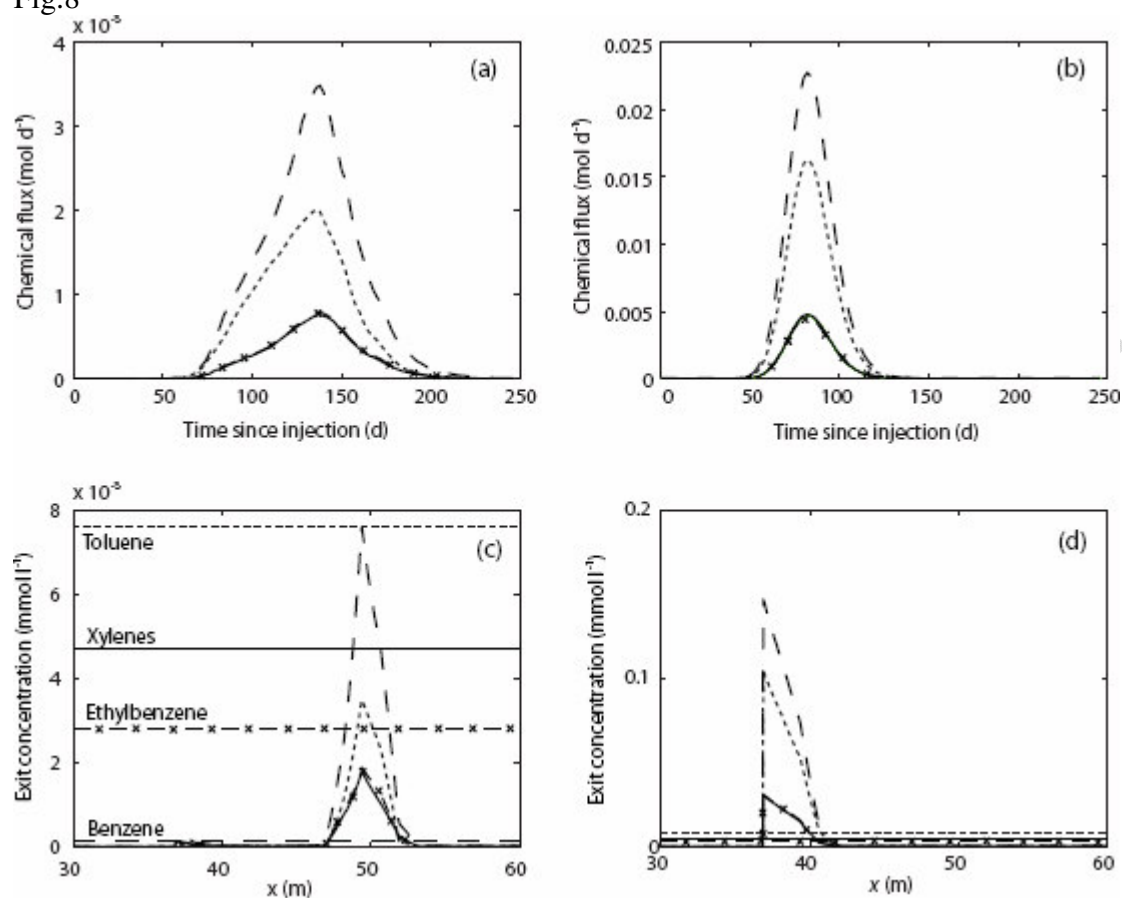 Fig.8
x 10⁻⁵
4
3
2
1
0
Chemical flux (mol d⁻¹)
(a)
0 50 100 150 200 250
Time since injection (d)
0.025
0.02
0.015
0.01
0.005
0
Chemical flux (mol d⁻¹)
(b)
0 50 100 150 200 250
Time since injection (d)
x 10⁻⁵
8
6
4
2
0
Exit concentration (mmol l⁻¹)
(c)
Toluene
Xylenes
Ethylbenzene
Benzene
30 40 50 60
x (m)
0.2
0.1
0
Exit concentration (mmol l⁻¹)
(d)
30 40 50 60
x (m)